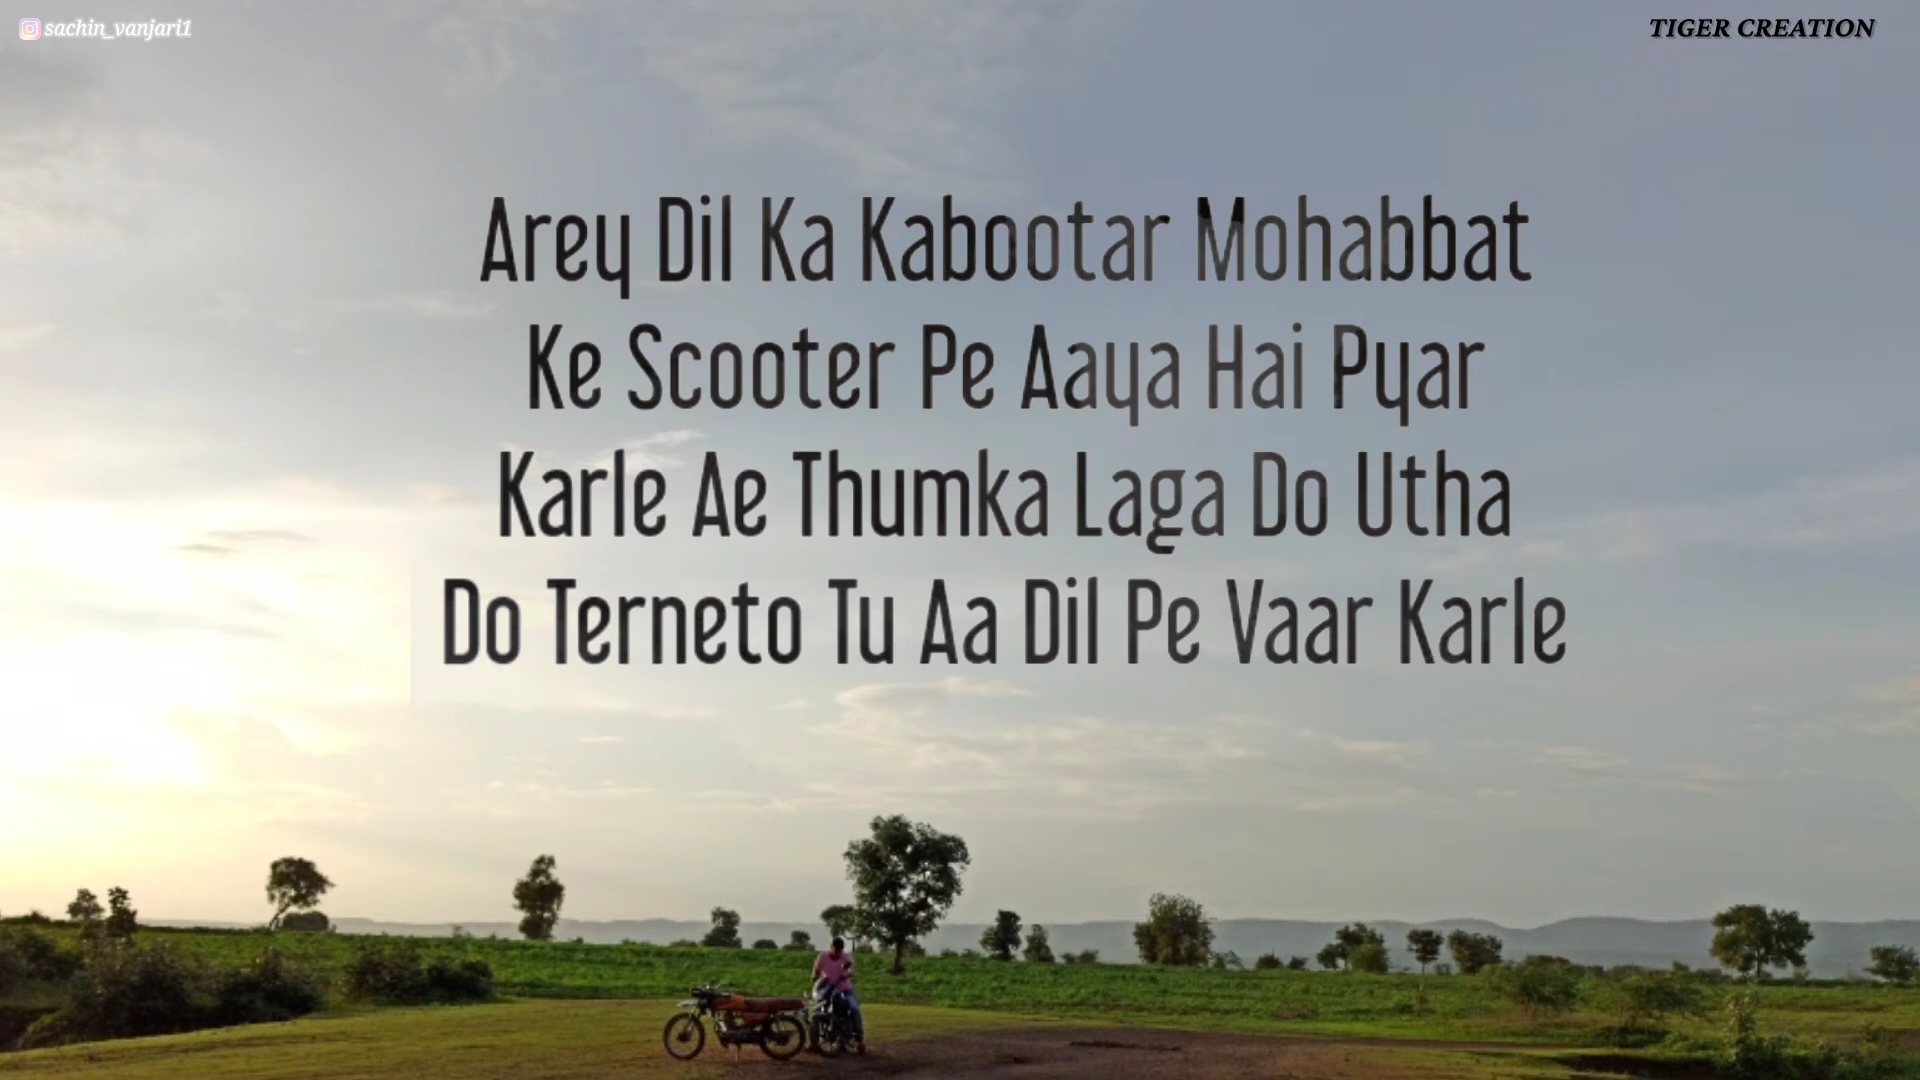 sachin_vanjari1
TIGER CREATION
Arey Dil Ka Kabootar Mohabbat
Ke Scooter Pe Aaya Hai Pyar
Karle Ae Thumka Laga Do Utha
Do Terneto Tu Aa Dil Pe Vaar Karle